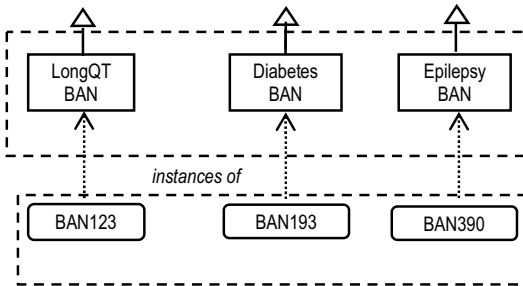 LongQT
BAN
Diabetes
BAN
Epilepsy
BAN
instances of
BAN123
BAN193
BAN390